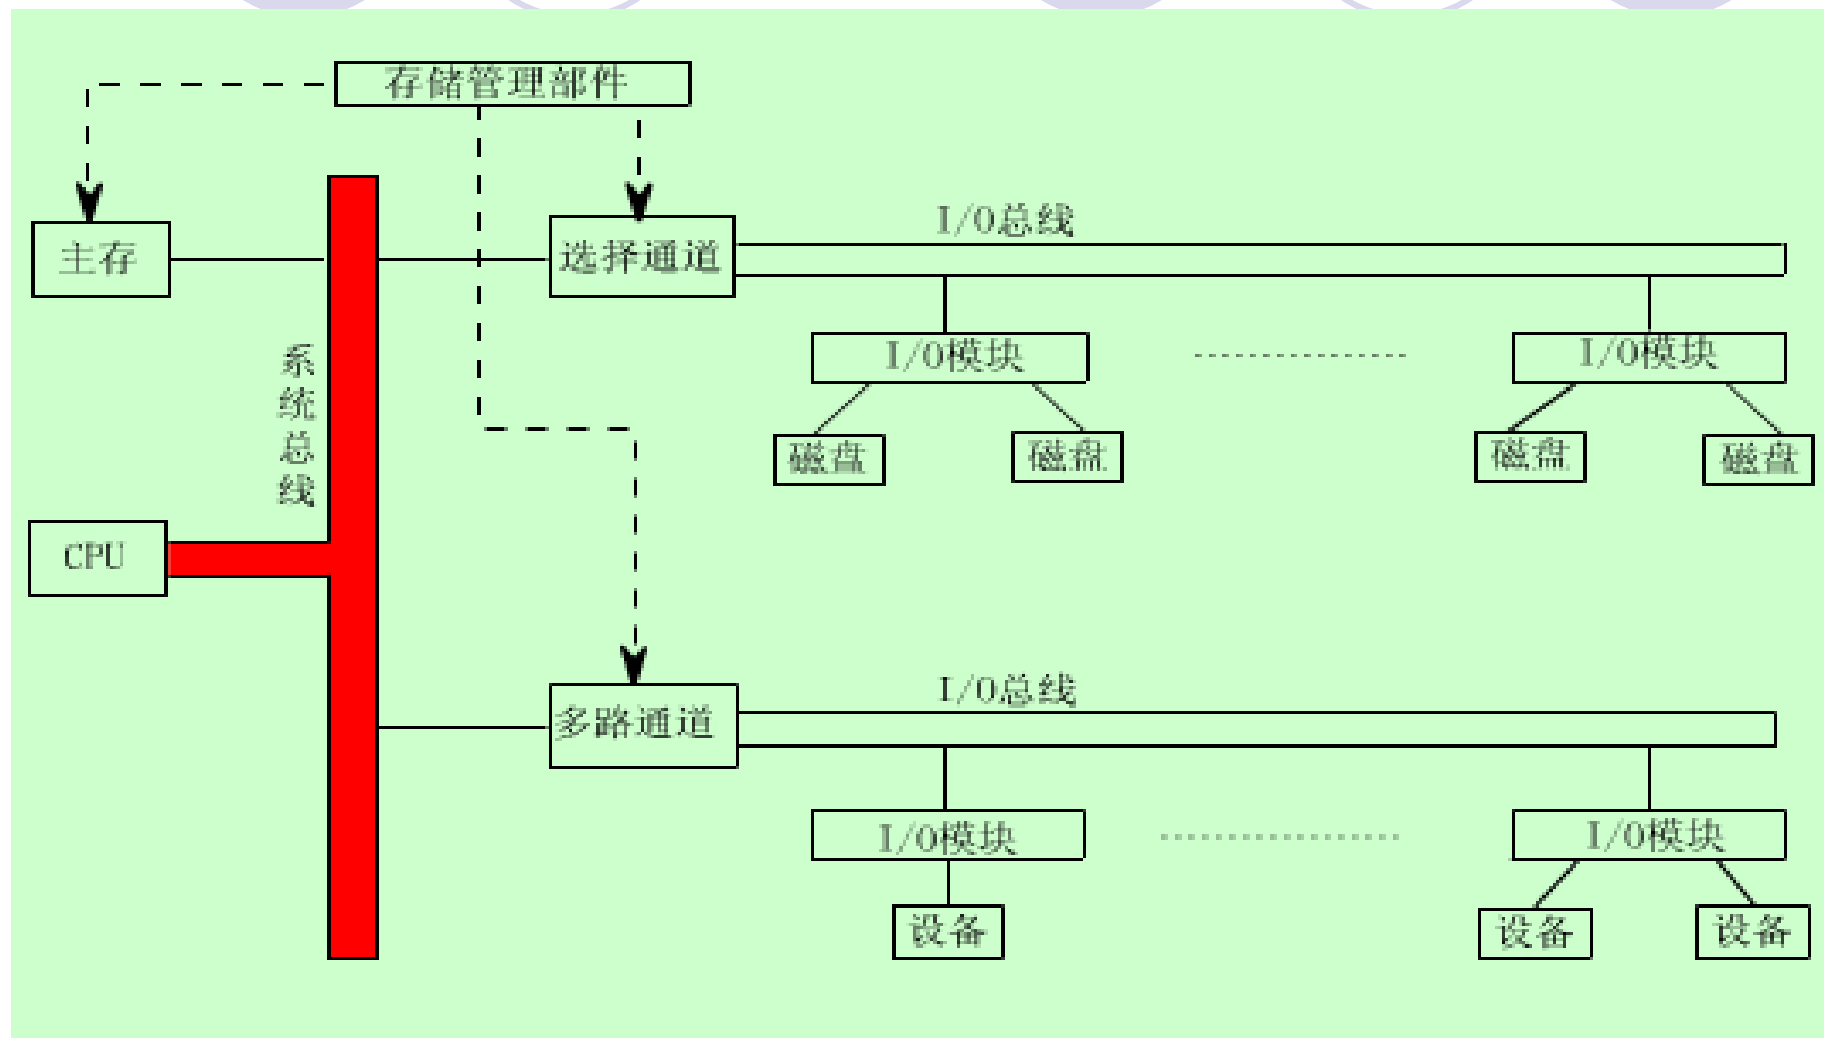 存储管理部件
主存
选择通道
I/O总线
I/O模块
I/O模块
磁盘
磁盘
磁盘
磁盘
系统总线
CPU
多路通道
I/O总线
I/O模块
I/O模块
设备
设备
设备